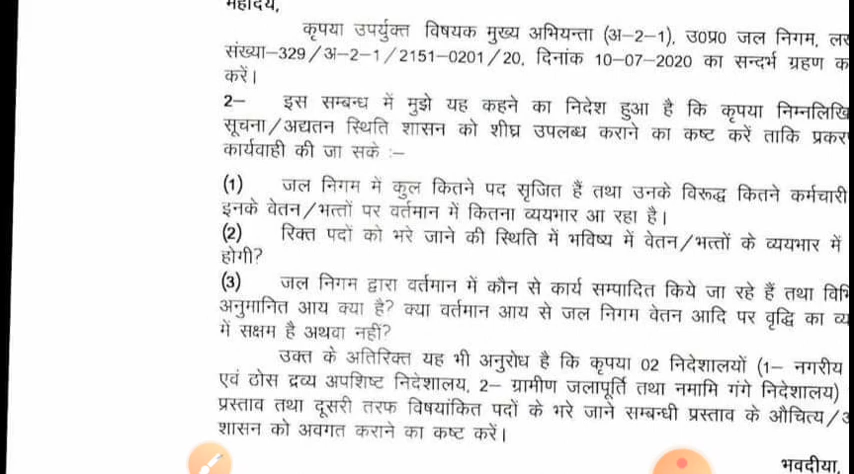 महोदय,
कृपया उपर्युक्त विषयक मुख्य अभियन्ता (अ–2–1), उ0प्र0 जल निगम,
संख्या–329/अ–2–1/2151–0201/20, दिनांक 10–07–2020 का सन्दर्भ ग्रहण
करें।
2– इस सम्बन्ध में मुझे यह कहने का निदेश हुआ है कि कृपया
सूचना/अद्यतन स्थिति शासन को शीघ्र उपलब्ध कराने का कष्ट करें ताकि
कार्यवाही की जा सके :–
(1) जल निगम में कुल कितने पद सृजित हैं तथा उनके विरूद्ध कितने कर्मचारी
इनके वेतन/भत्तों पर वर्तमान में कितना व्ययभार आ रहा है।
(2) रिक्त पदों को भरे जाने की स्थिति में भविष्य में वेतन/भत्तों के व्ययभार में
होगी?
(3) जल निगम द्वारा वर्तमान में कौन से कार्य सम्पादित किये जा रहे हैं तथा
अनुमानित आय क्या है? क्या वर्तमान आय से जल निगम वेतन आदि पर वृद्धि का
में सक्षम है अथवा नहीं?
उक्त के अतिरिक्त यह भी अनुरोध है कि कृपया 02 निदेशालयों (1– नगरीय
एवं ठोस द्रव्य अपशिष्ट निदेशालय, 2– ग्रामीण जलापूर्ति तथा नमामि गंगे निदेशालय)
प्रस्ताव तथा दूसरी तरफ विषयांकित पदों के भरे जाने सम्बन्धी प्रस्ताव के औचित्य/
शासन को अवगत कराने का कष्ट करें।
भवदीया,